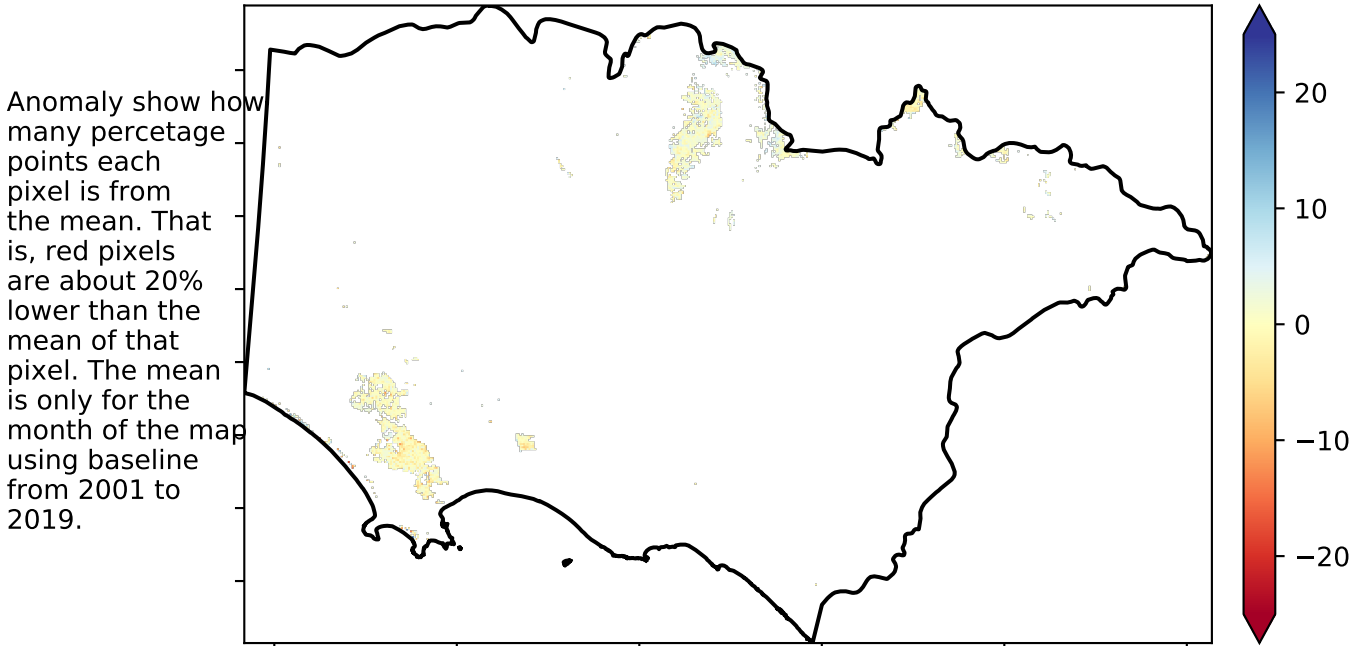 Anomaly show how
many percetage
points each
pixel is from
the mean. That
is, red pixels
are about 20%
lower than the
mean of that
pixel. The mean
is only for the
month of the map
using baseline
from 2001 to
2019.
20
10
0
−10
−20